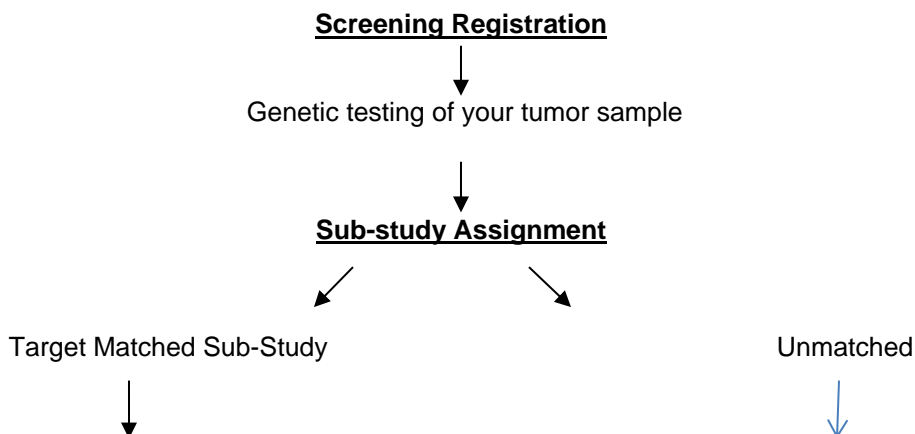 Screening Registration
Genetic testing of your tumor sample
Sub-study Assignment
Target Matched Sub-Study
Unmatched